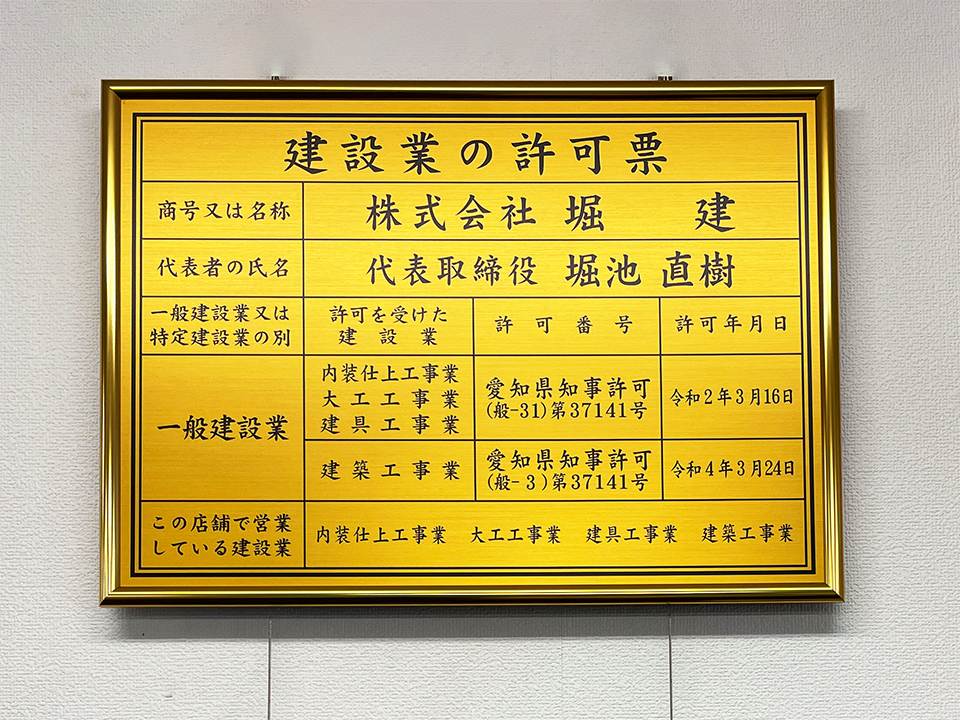 建設業の許可票
商号又は名称
株式会社 堀 建
代表者の氏名
代表取締役 堀池 直樹
一般建設業又は
特定建設業の別
許可を受けた
建設業
許可番号
許可年月日
一般建設業
内装仕上工事業
大工工事業
建具工事業
愛知県知事許可
(般-31)第37141号
令和2年3月16日
建築工事業
愛知県知事許可
(般-3)第37141号
令和4年3月24日
この店舗で営業
している建設業
内装仕上工事業 大工工事業 建具工事業 建築工事業